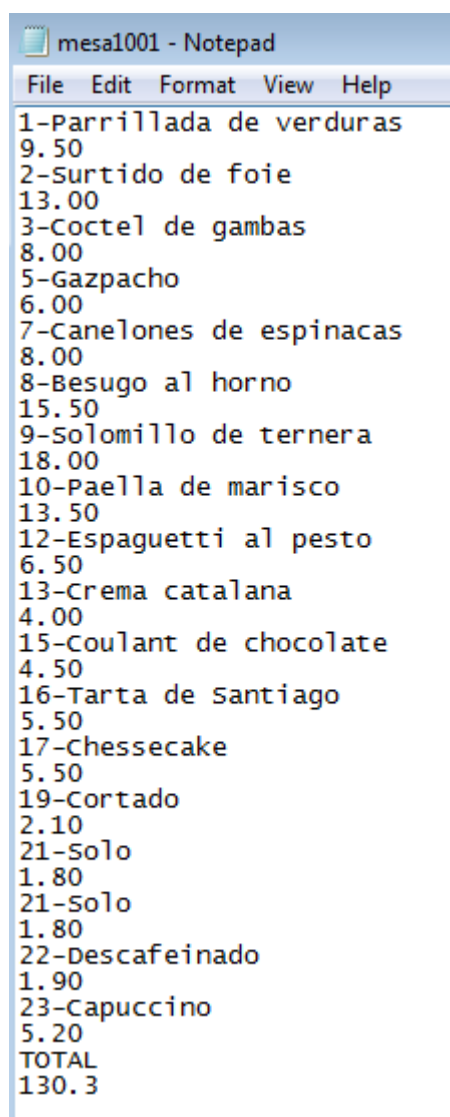 mesa1001 - Notepad
File Edit Format View Help
1-Parrillada de verduras
9.50
2-Surtido de foie
13.00
3-Coctel de gambas
8.00
5-Gazpacho
6.00
7-Canelones de espinacas
8.00
8-Besugo al horno
15.50
9-Solomillo de ternera
18.00
10-Paella de marisco
13.50
12-Espaguetti al pesto
6.50
13-Crema catalana
4.00
15-Coulant de chocolate
4.50
16-Tarta de Santiago
5.50
17-Chessecake
5.50
19-Cortado
2.10
21-Solo
1.80
21-Solo
1.80
22-Descafeinado
1.90
23-Capuccino
5.20
TOTAL
130.3